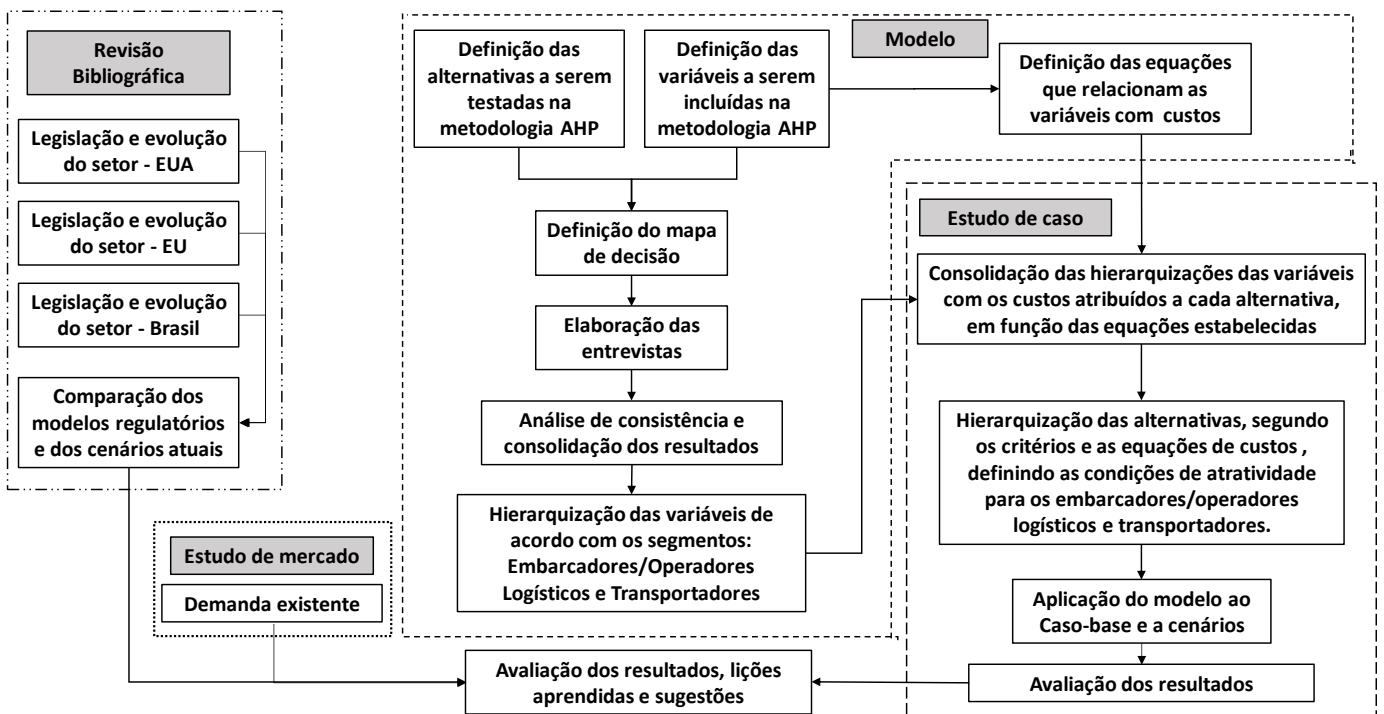 Revisão
Bibliográfica
Legislação e evolução
do setor - EUA
Legislação e evolução
do setor - EU
Legislação e evolução
do setor - Brasil
Comparação dos
modelos regulatórios
e dos cenários atuais
Estudo de mercado
Demanda existente
Modelo
Definição das
alternativas a serem
testadas na
metodologia AHP
Definição das
variáveis a serem
incluídas na
metodologia AHP
Definição das equações
que relacionam as
variáveis com custos
Definição do mapa
de decisão
Elaboração das
entrevistas
Análise de consistência e
consolidação dos resultados
Hierarquização das variáveis de
acordo com os segmentos:
Embarcadores/Operadores
Logísticos e Transportadores
Estudo de caso
Consolidação das hierarquizações das variáveis
com os custos atribuídos a cada alternativa,
em função das equações estabelecidas
Hierarquização das alternativas, segundo
os critérios e as equações de custos ,
definindo as condições de atratividade
para os embarcadores/operadores
logísticos e transportadores.
Aplicação do modelo ao
Caso-base e a cenários
Avaliação dos resultados
Avaliação dos resultados, lições
aprendidas e sugestões